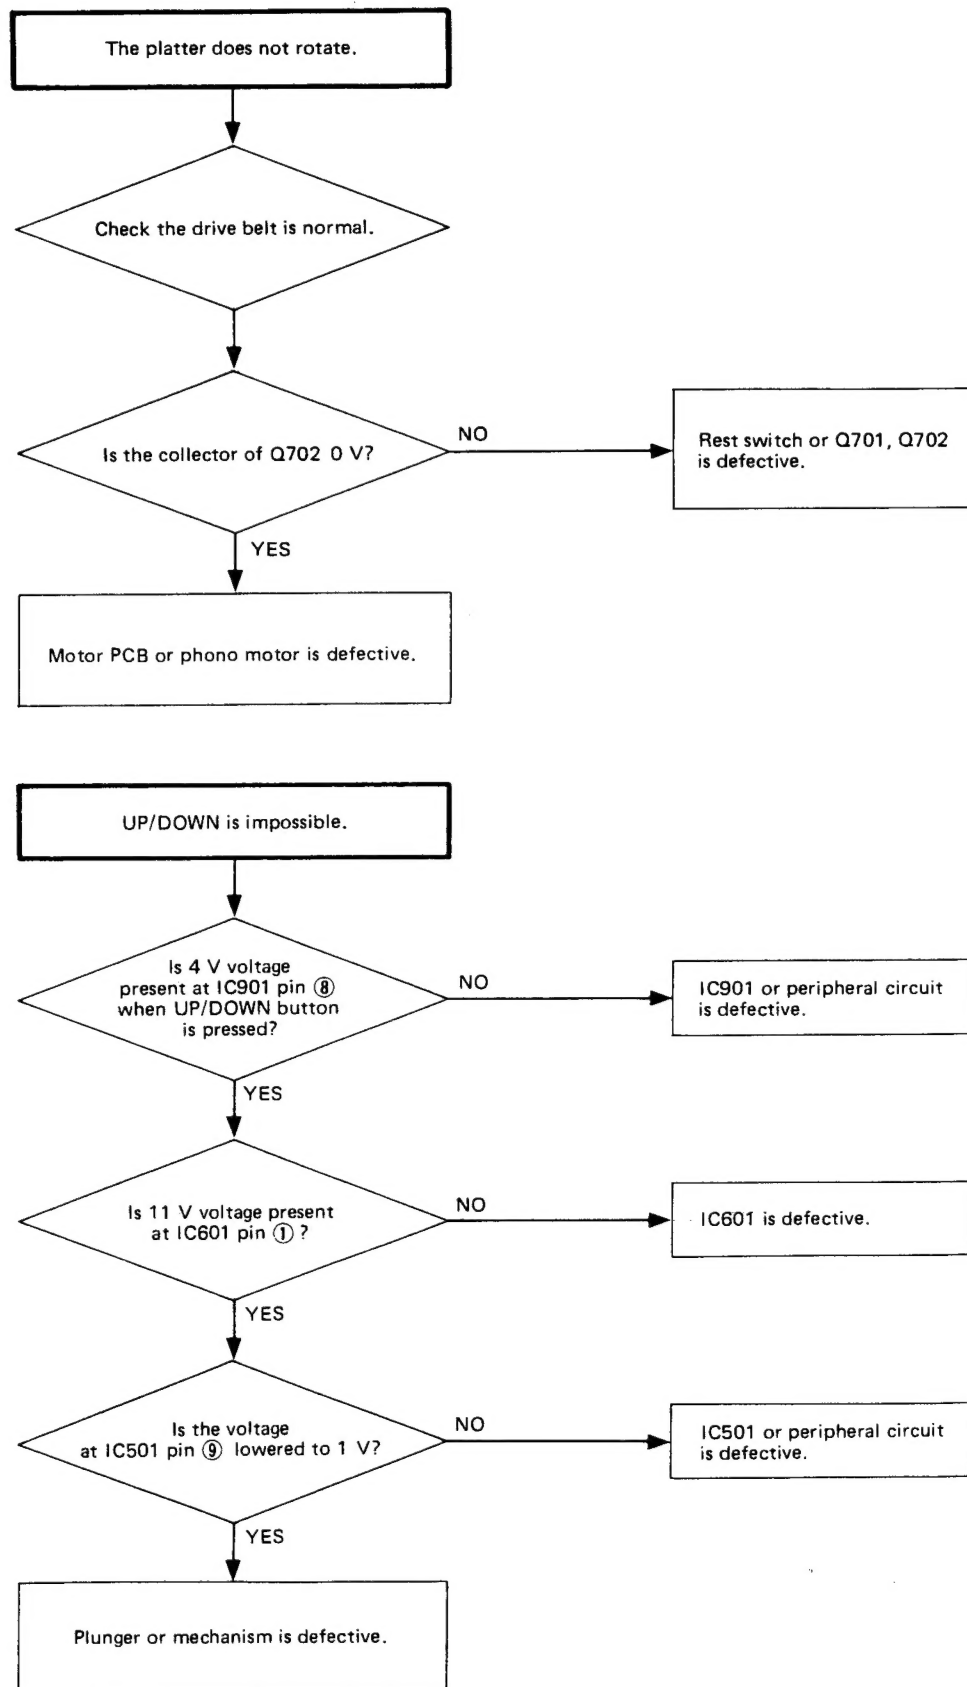 The platter does not rotate.
Check the drive belt is normal.
Is the collector of Q702 0 V?
NO
Rest switch or Q701, Q702
is defective.
YES
Motor PCB or phono motor is defective.
UP/DOWN is impossible.
Is 4 V voltage
present at IC901 pin ⑧
when UP/DOWN button
is pressed?
NO
IC901 or peripheral circuit
is defective.
YES
Is 11 V voltage present
at IC601 pin ① ?
NO
IC601 is defective.
YES
Is the voltage
at IC501 pin ⑨ lowered to 1 V?
NO
IC501 or peripheral circuit
is defective.
YES
Plunger or mechanism is defective.